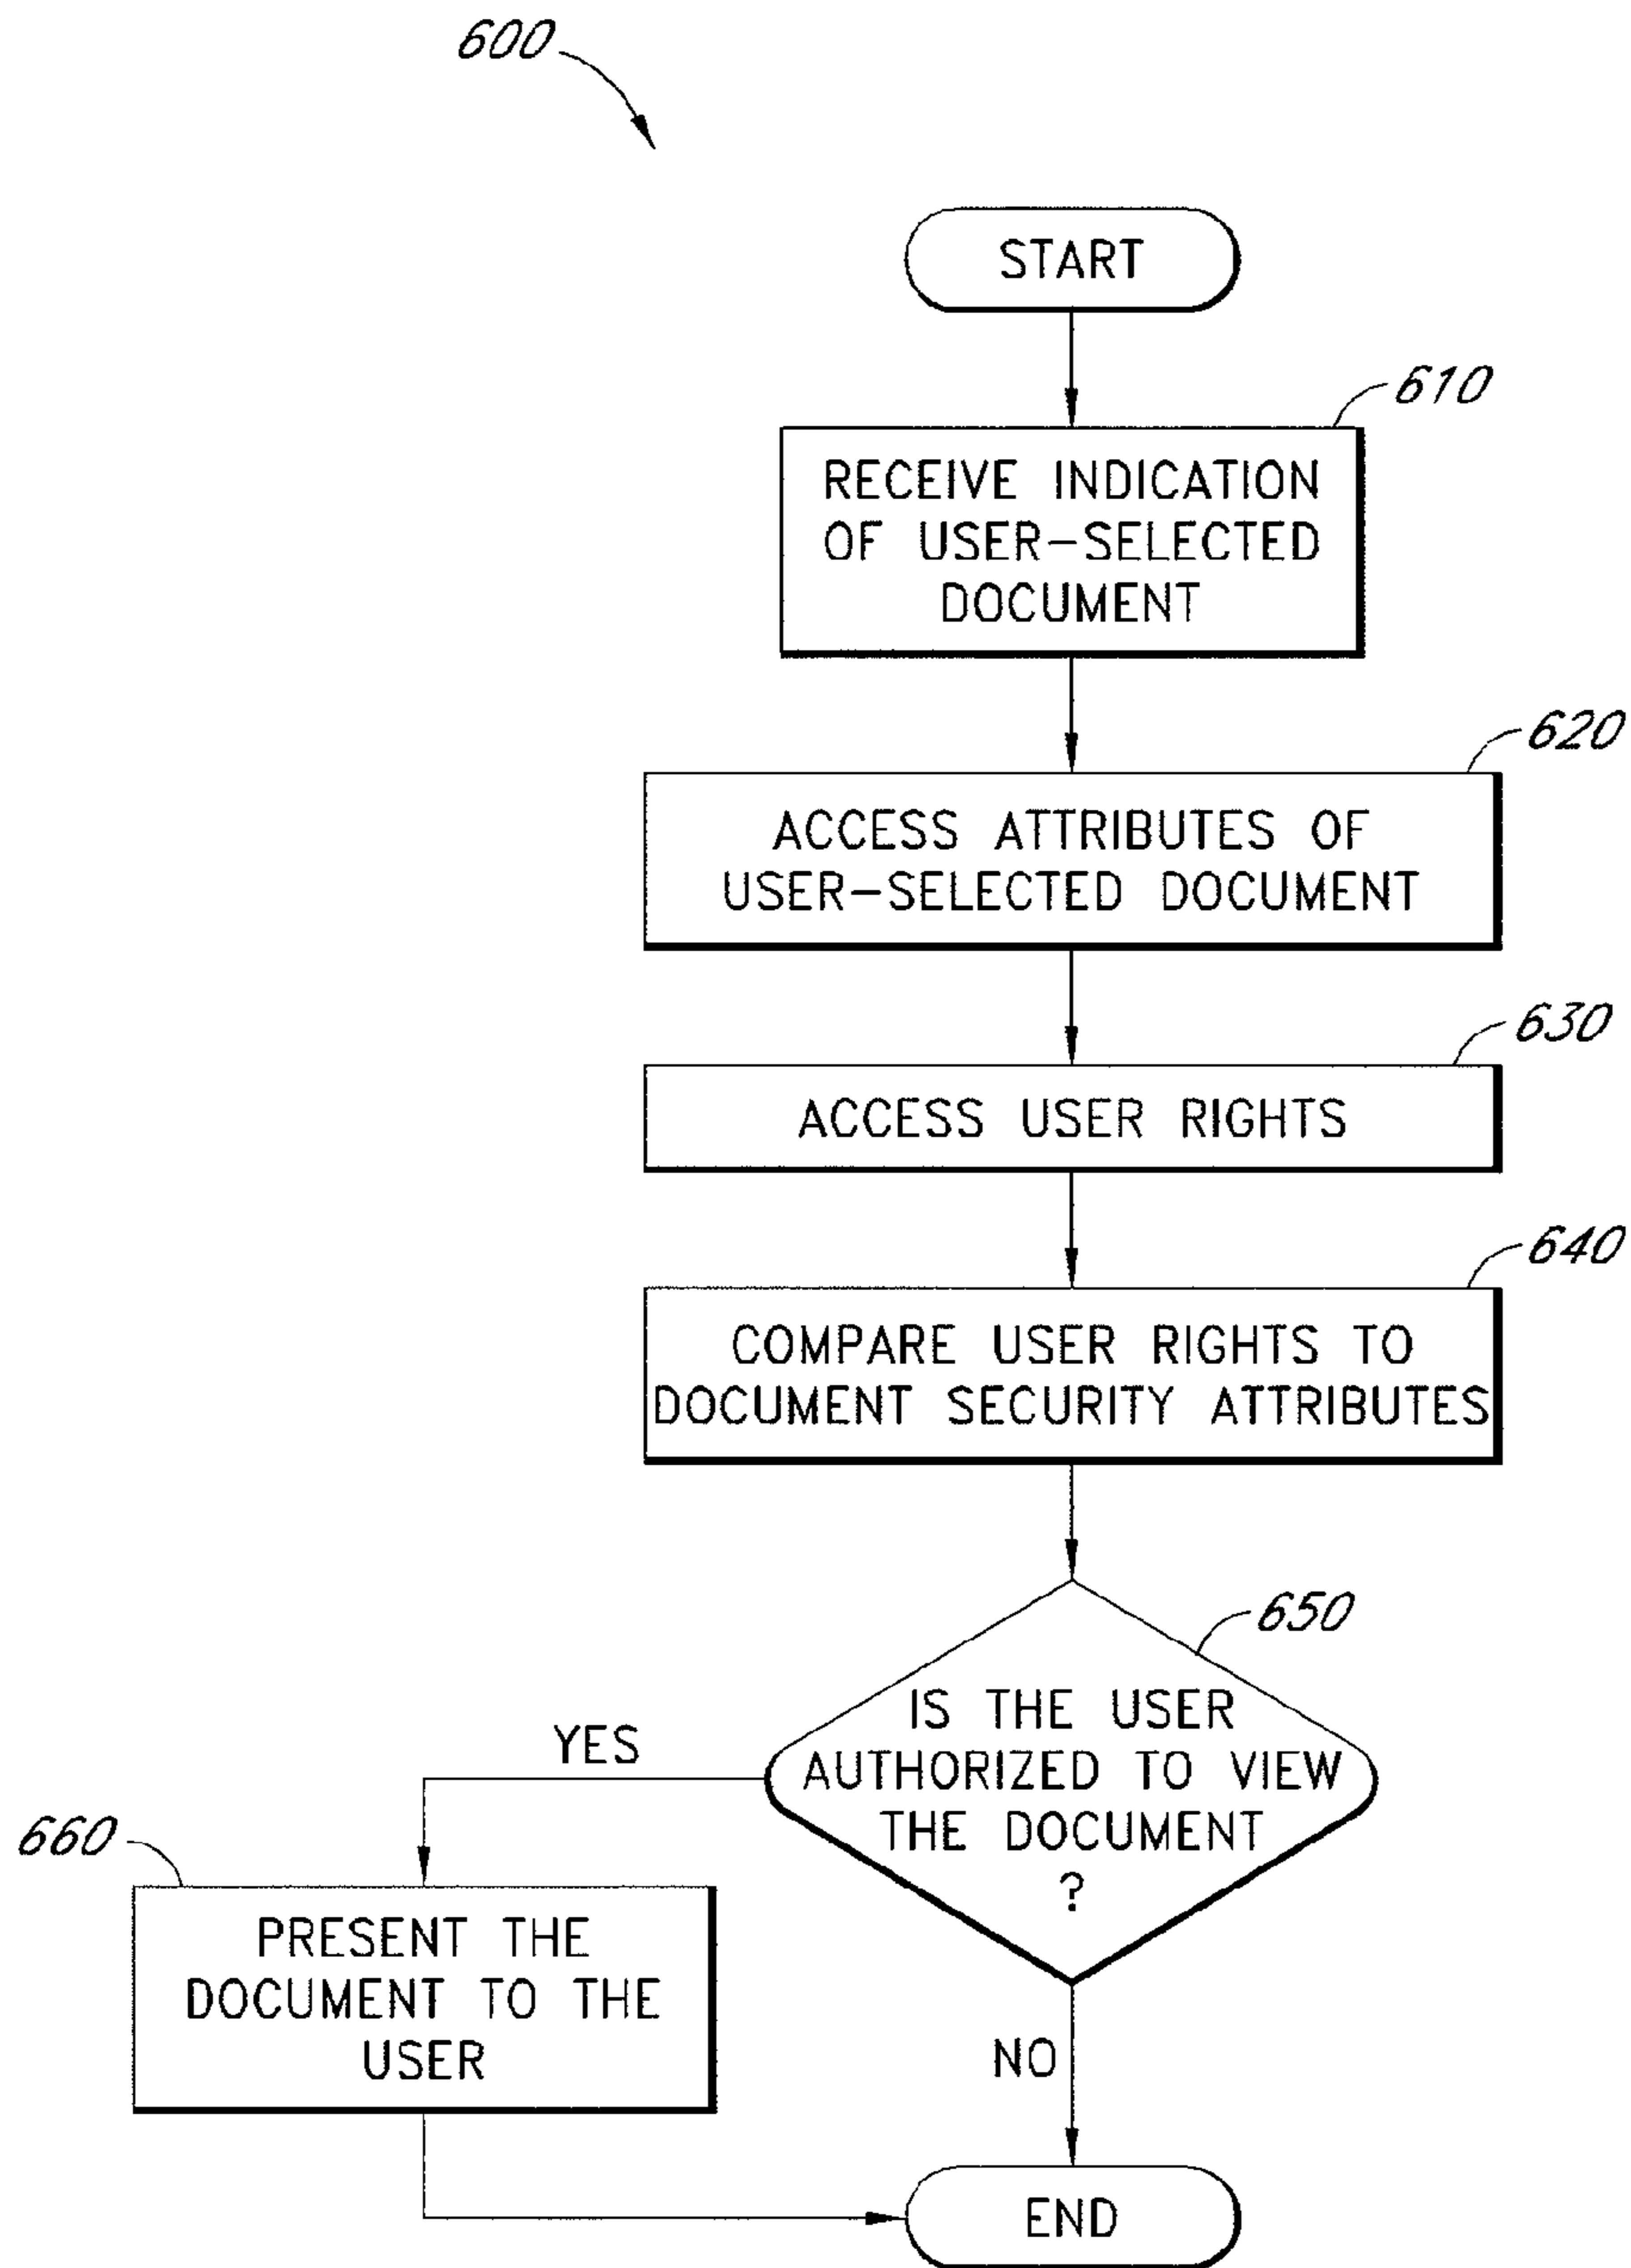 600
START
610
RECEIVE INDICATION
OF USER-SELECTED
DOCUMENT
620
ACCESS ATTRIBUTES OF
USER-SELECTED DOCUMENT
630
ACCESS USER RIGHTS
640
COMPARE USER RIGHTS TO
DOCUMENT SECURITY ATTRIBUTES
650
IS THE USER
AUTHORIZED TO VIEW
THE DOCUMENT
?
YES
660
PRESENT THE
DOCUMENT TO THE
USER
NO
END